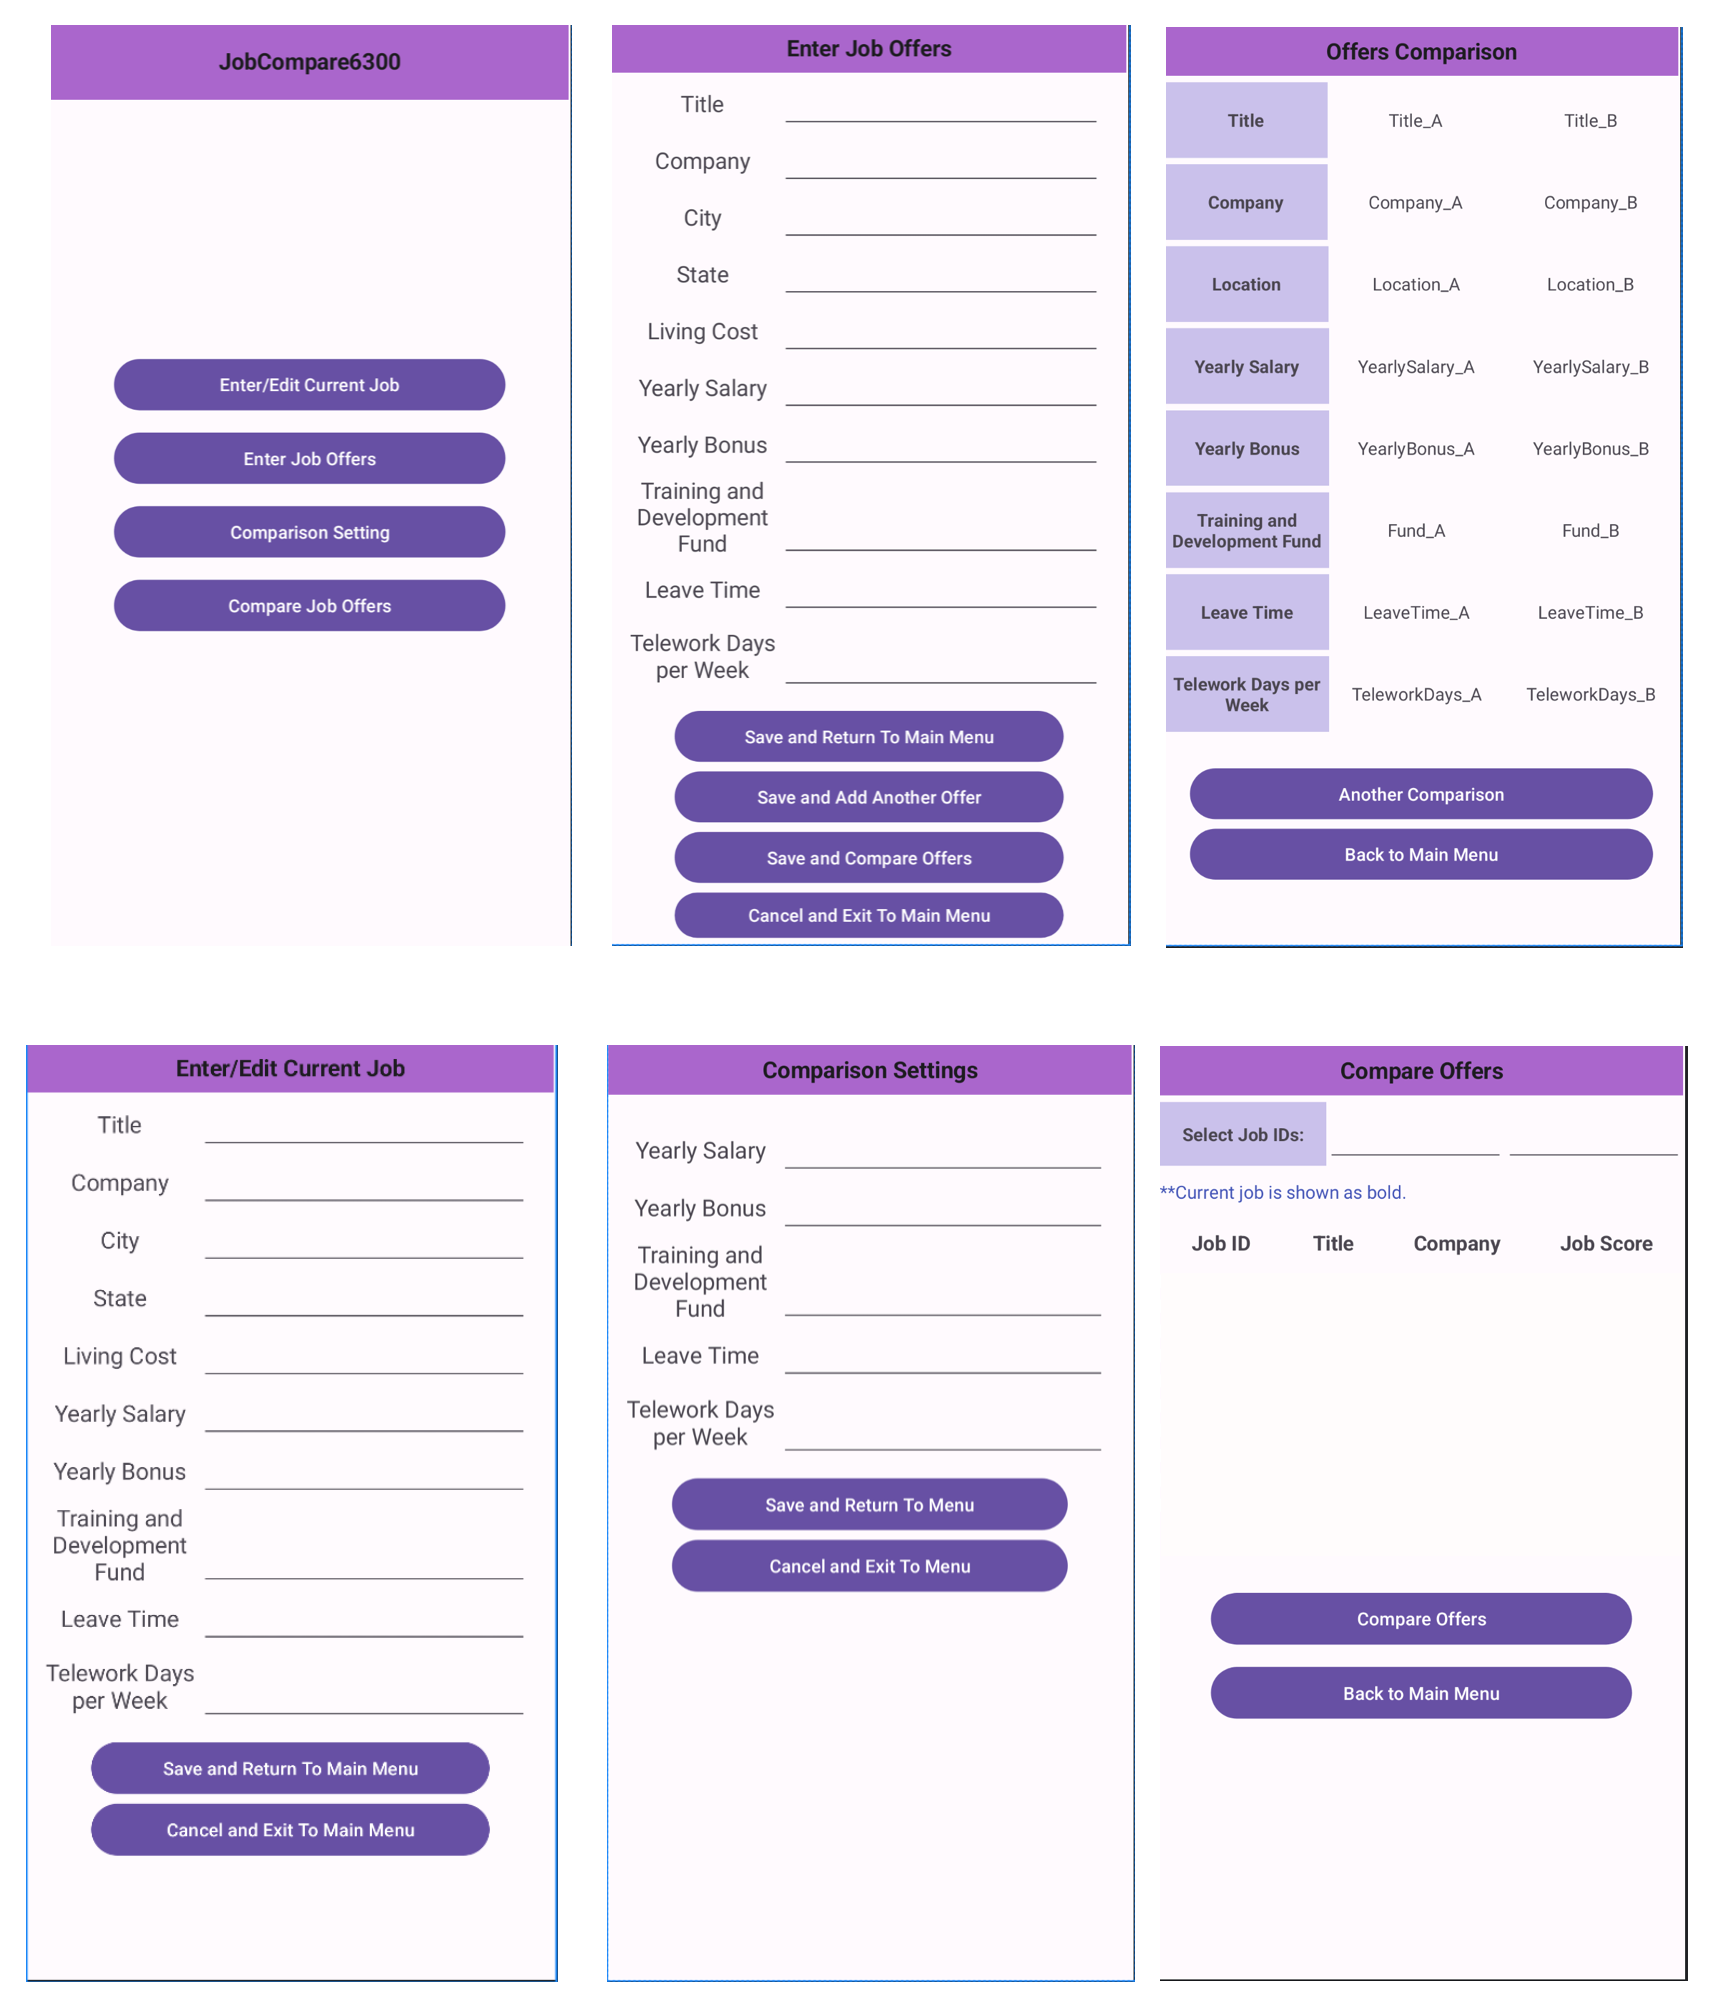 JobCompare6300
Enter/Edit Current Job
Enter Job Offers
Comparison Setting
Compare Job Offers
Enter Job Offers
Title
Company
City
State
Living Cost
Yearly Salary
Yearly Bonus
Training and
Development
Fund
Leave Time
Telework Days
per Week
Save and Return To Main Menu
Save and Add Another Offer
Save and Compare Offers
Cancel and Exit To Main Menu
Offers Comparison
Title Title_A Title_B
Company Company_A Company_B
Location Location_A Location_B
Yearly Salary YearlySalary_A YearlySalary_B
Yearly Bonus YearlyBonus_A YearlyBonus_B
Training and
Development Fund Fund_A Fund_B
Leave Time LeaveTime_A LeaveTime_B
Telework Days per
Week TeleworkDays_A TeleworkDays_B
Another Comparison
Back to Main Menu
Enter/Edit Current Job
Title
Company
City
State
Living Cost
Yearly Salary
Yearly Bonus
Training and
Development
Fund
Leave Time
Telework Days
per Week
Save and Return To Main Menu
Cancel and Exit To Main Menu
Comparison Settings
Yearly Salary
Yearly Bonus
Training and
Development
Fund
Leave Time
Telework Days
per Week
Save and Return To Menu
Cancel and Exit To Menu
Compare Offers
Select Job IDs:
**Current job is shown as bold.
Job ID Title Company Job Score
Compare Offers
Back to Main Menu